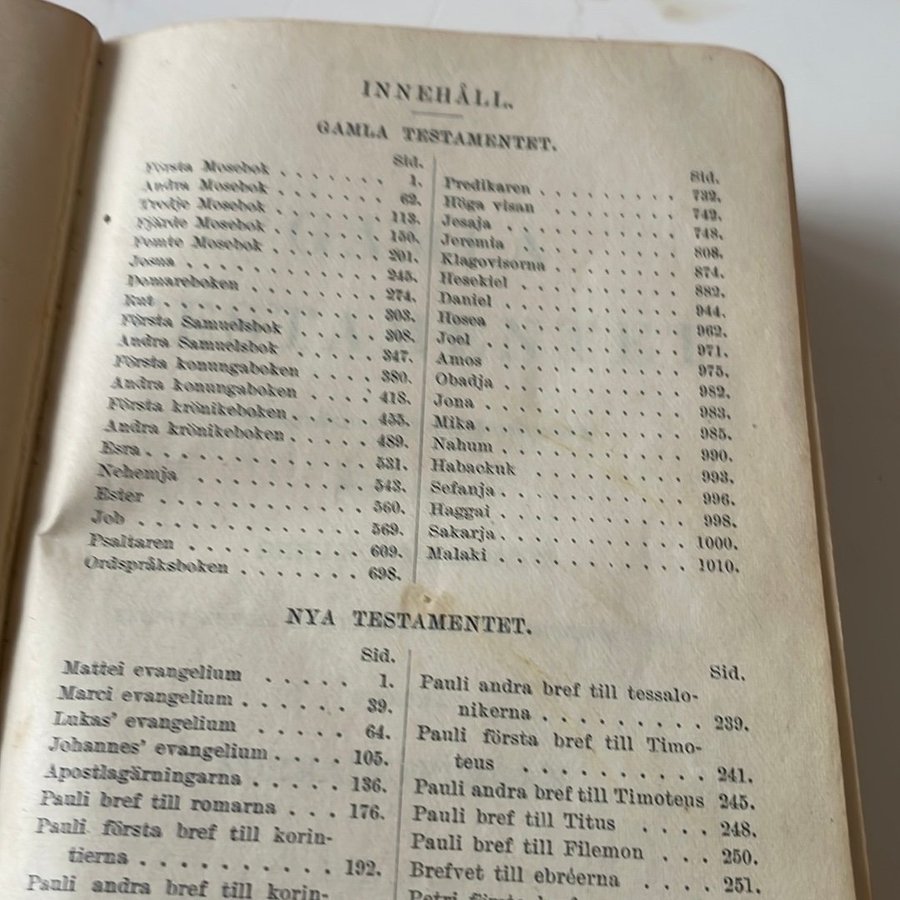 INNEHÅLL.
GAMLA TESTAMENTET.
Sid.
Första Mosebok . . . . . . . 1.
Andra Mosebok . . . . . . . 62.
Tredje Mosebok . . . . . . . 113.
Fjärde Mosebok . . . . . . . 150.
Femte Mosebok . . . . . . . 201.
Josua . . . . . . . . . . . 245.
Domareboken . . . . . . . . 274.
Rut . . . . . . . . . . . . 303.
Första Samuelsbok . . . . . . 308.
Andra Samuelsbok . . . . . 347.
Första konungaboken . . . . 380.
Andra konungaboken . . . . 418.
Första krönikeboken . . . . . 455.
Andra krönikeboken . . . . . 489.
Esra . . . . . . . . . . . . 531.
Nehemja . . . . . . . . . . 543.
Ester . . . . . . . . . . . 560.
Job . . . . . . . . . . . . 569.
Psaltaren . . . . . . . . . 609.
Ordspråksboken . . . . . . . 698.
Sid.
Predikaren . . . . . . . . 732.
Höga visan . . . . . . . . 742.
Jesaja . . . . . . . . . . 748.
Jeremia . . . . . . . . . . 808.
Klagovisorna . . . . . . . . 874.
Hesekiel . . . . . . . . . . 882.
Daniel . . . . . . . . . . 944.
Hosea . . . . . . . . . . . 962.
Joel . . . . . . . . . . . 971.
Amos . . . . . . . . . . . 975.
Obadja . . . . . . . . . . 982.
Jona . . . . . . . . . . . 983.
Mika . . . . . . . . . . . 985.
Nahum . . . . . . . . . . 990.
Habackuk . . . . . . . . . 993.
Sefanja . . . . . . . . . . 996.
Haggai . . . . . . . . . . 998.
Sakarja . . . . . . . . . . 1000.
Malaki . . . . . . . . . . 1010.
NYA TESTAMENTET.
Sid.
Mattei evangelium . . . . . 1.
Marci evangelium . . . . . . 39.
Lukas' evangelium . . . . . 64.
Johannes' evangelium . . . . 105.
Apostlagärningarna . . . . . 136.
Pauli bref till romarna . . . 176.
Pauli första bref till korin-
tierna . . . . . . . . . 192.
Pauli andra bref till korin-
Sid.
Pauli andra bref till tessalo-
nikerna . . . . . . . . . 239.
Pauli första bref till Timo-
teus . . . . . . . . . 241.
Pauli andra bref till Timoteus 245.
Pauli bref till Titus . . . . 248.
Pauli bref till Filemon . . . 250.
Brefvet till ebréerna . . . . 251.